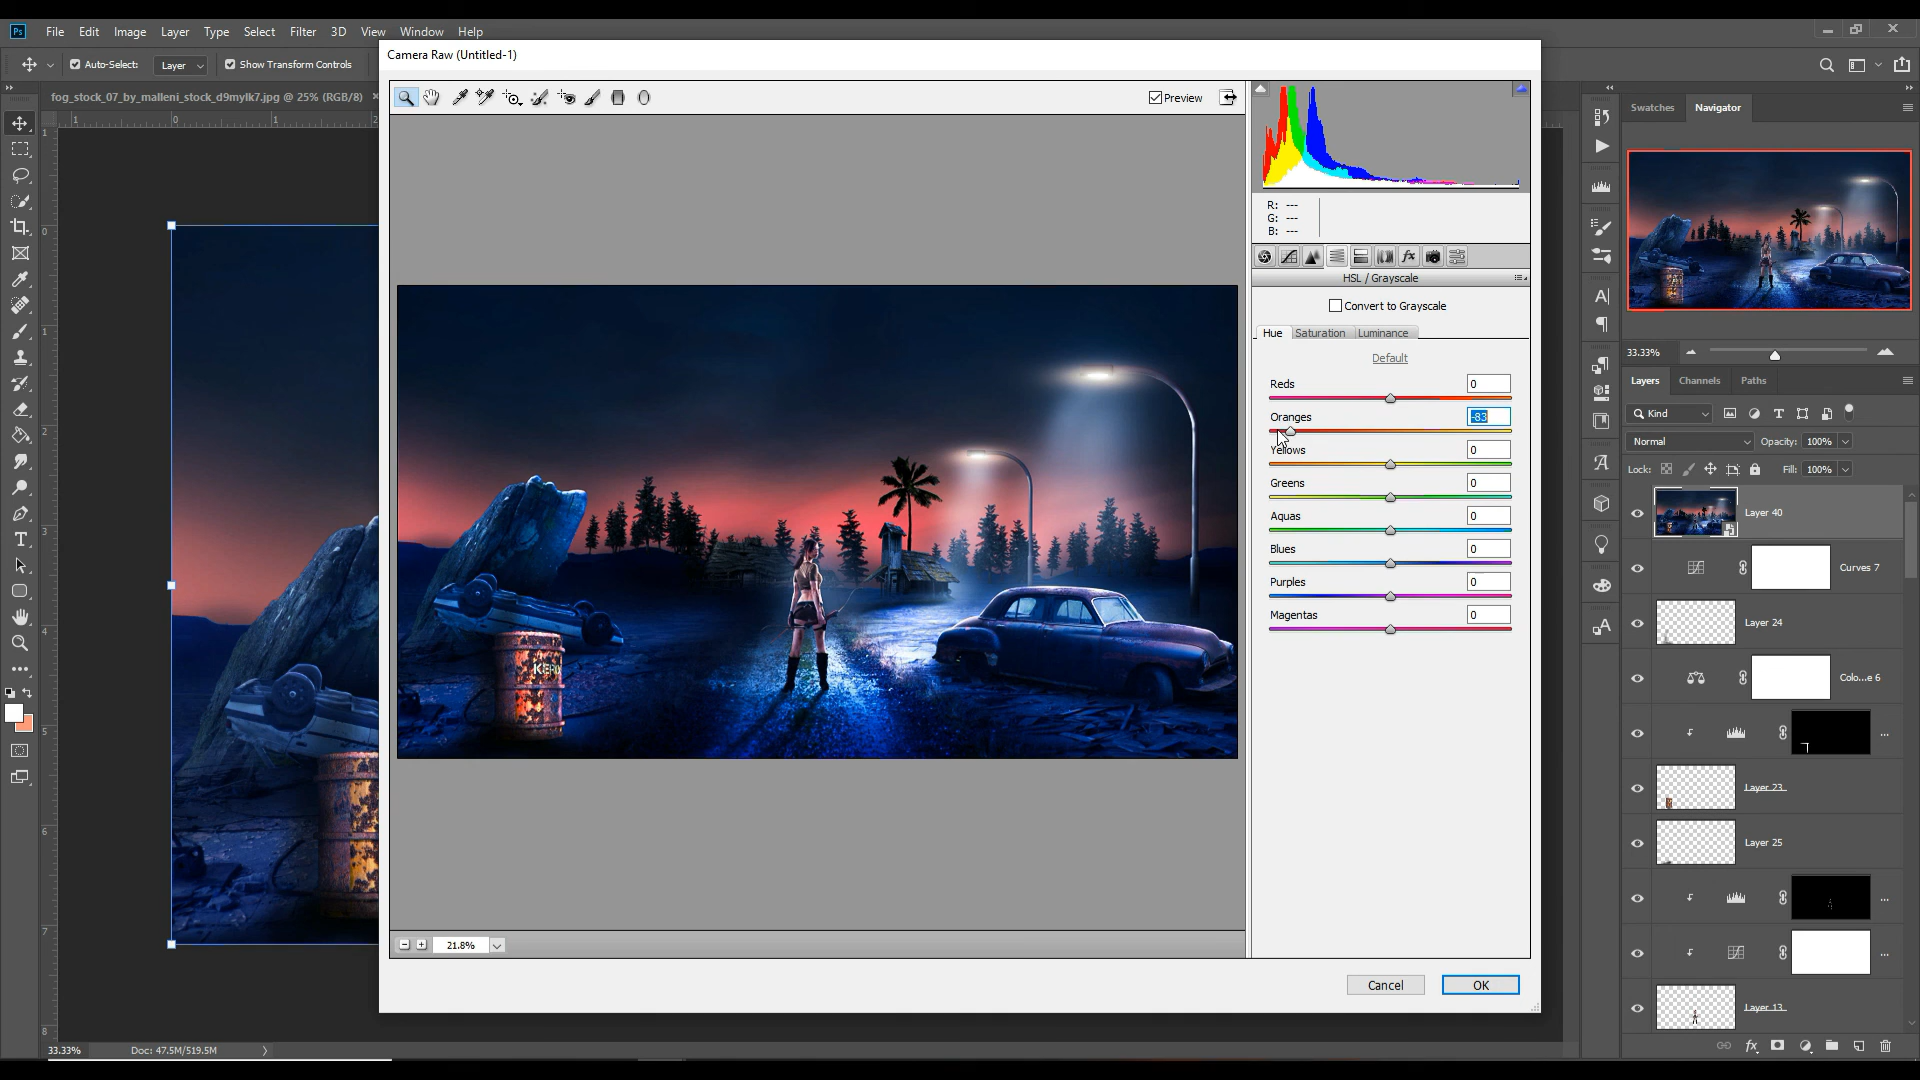 Ps File Edit Image Layer Type Select Filter 3D View Window Help
Auto-Select: Layer Show Transform Controls
fog_stock_07_by_malleni_stock_d9mylk7.jpg @ 25% (RGB/8)
Camera Raw (Untitled-1)
Preview
R: ---
G: ---
B: ---
HSL / Grayscale
Convert to Grayscale
Hue Saturation Luminance
Default
Reds 0
Oranges -83
Yellows 0
Greens 0
Aquas 0
Blues 0
Purples 0
Magentas 0
21.8%
Cancel OK
Swatches Navigator
33.33%
Layers Channels Paths
Kind
Normal Opacity: 100%
Lock: Fill: 100%
Layer 40
Curves 7
Layer 24
Colo...e 6
...
Layer 23
Layer 25
...
...
Layer 13
33.33% Doc: 47.5M/519.5M